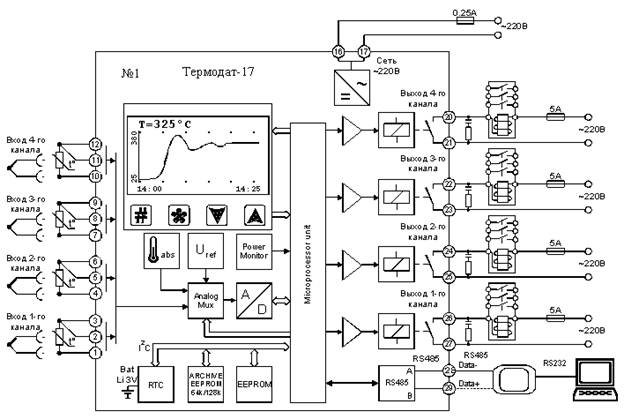 0,25А
~220В
16
17
Сеть
~220В
№1
Термодат-17
T=325°C
380
25
14:00
14:25
Вход 4-го
канала
12
11
10
t°
Вход 3-го
канала
9
8
7
t°
Вход 2-го
канала
6
5
4
t°
Вход 1-го
канала
3
2
1
t°
abs
U ref
Power
Monitor
Analog
Mux
A
D
I²C
Bat
Li 3V
RTC
ARCHIVE
EEPROM
64k/128k
EEPROM
Microprocessor unit
Выход 4-го
канала
20
21
5А
~220В
Выход 3-го
канала
22
23
5А
~220В
Выход 2-го
канала
24
25
5А
~220В
Выход 1-го
канала
26
27
5А
~220В
RS485
RS485
A
B
28
29
RS485
Data-
Data+
RS232